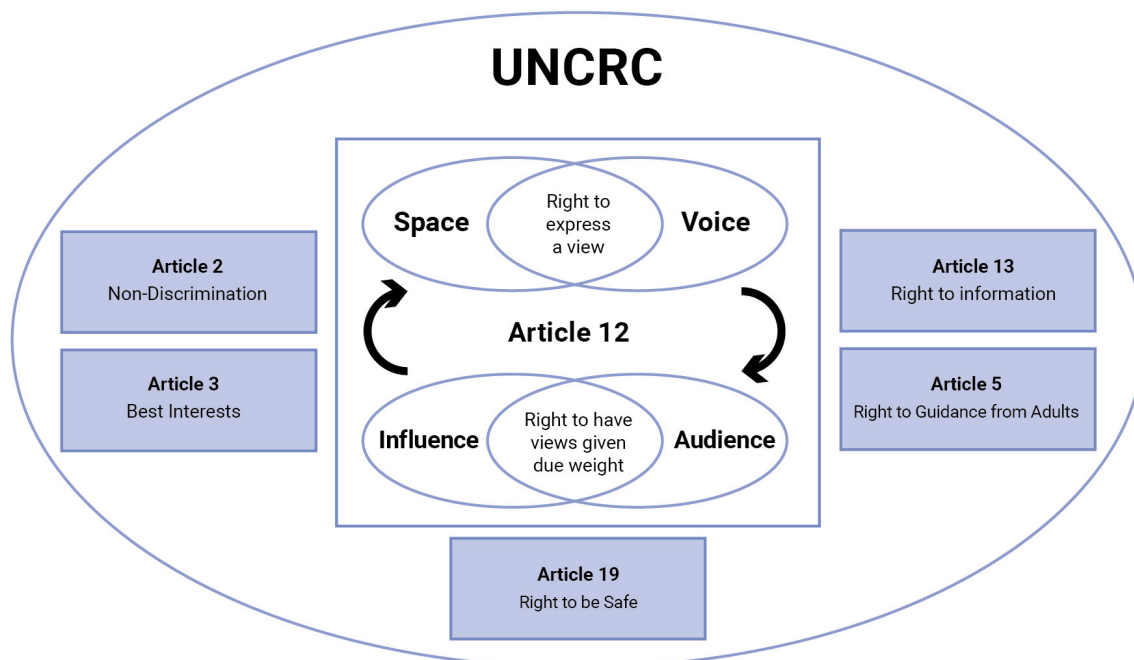 UNCRC
Space
Right to
express
a view
Voice
Article 2
Non-Discrimination
Article 13
Right to information
Article 12
Article 3
Best Interests
Article 5
Right to Guidance from Adults
Influence
Right to have
views given
due weight
Audience
Article 19
Right to be Safe